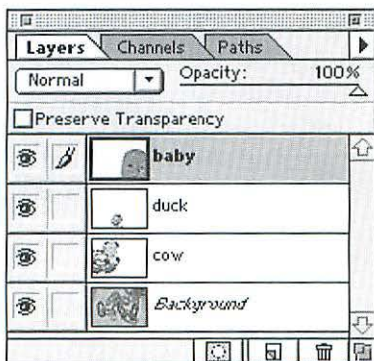 Layers Channels Paths
Normal Opacity: 100%
Preserve Transparency
baby
duck
cow
Background